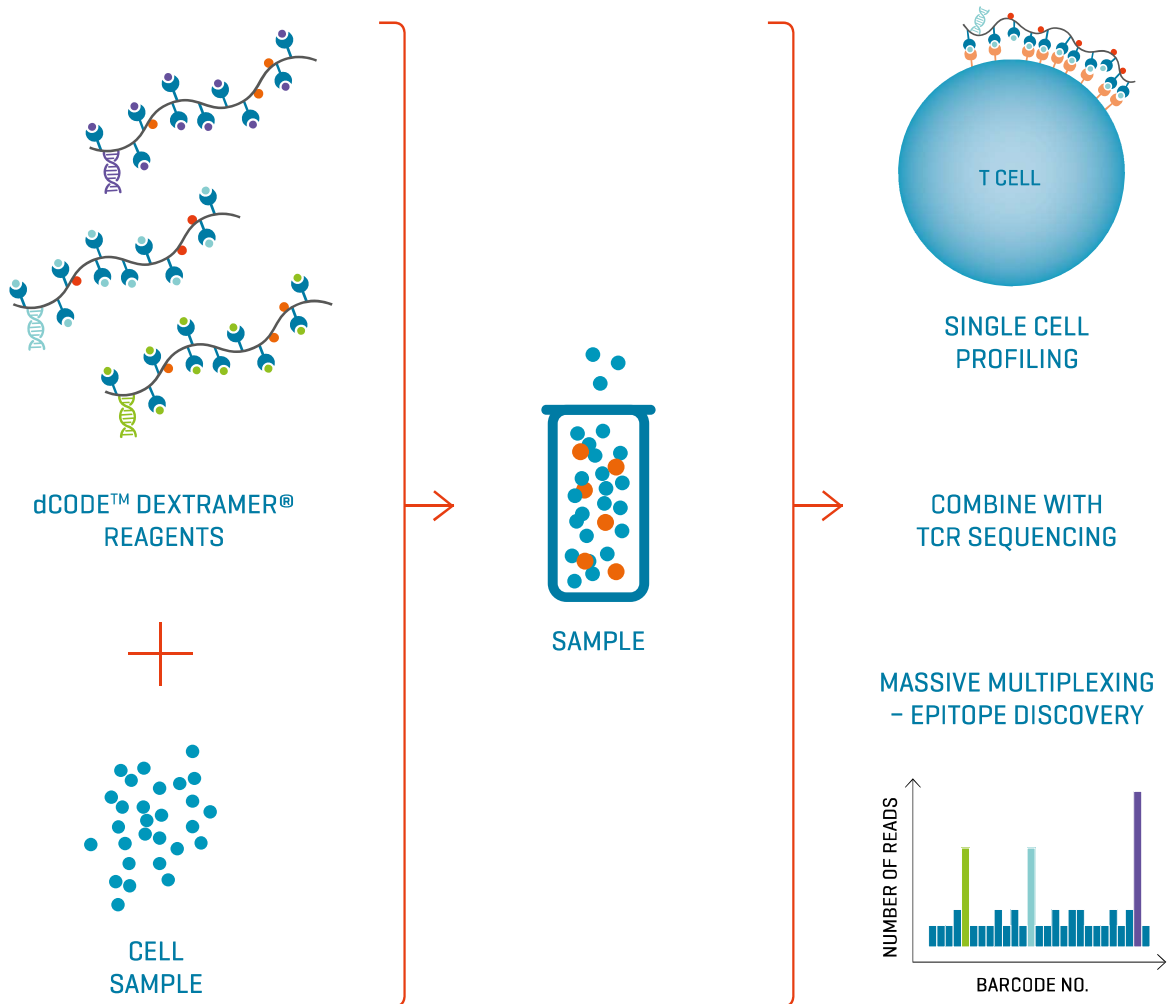 dCODE™ DEXTRAMER®
REAGENTS
CELL
SAMPLE
SAMPLE
T CELL
SINGLE CELL
PROFILING
COMBINE WITH
TCR SEQUENCING
MASSIVE MULTIPLEXING
– EPITOPE DISCOVERY
NUMBER OF READS
BARCODE NO.